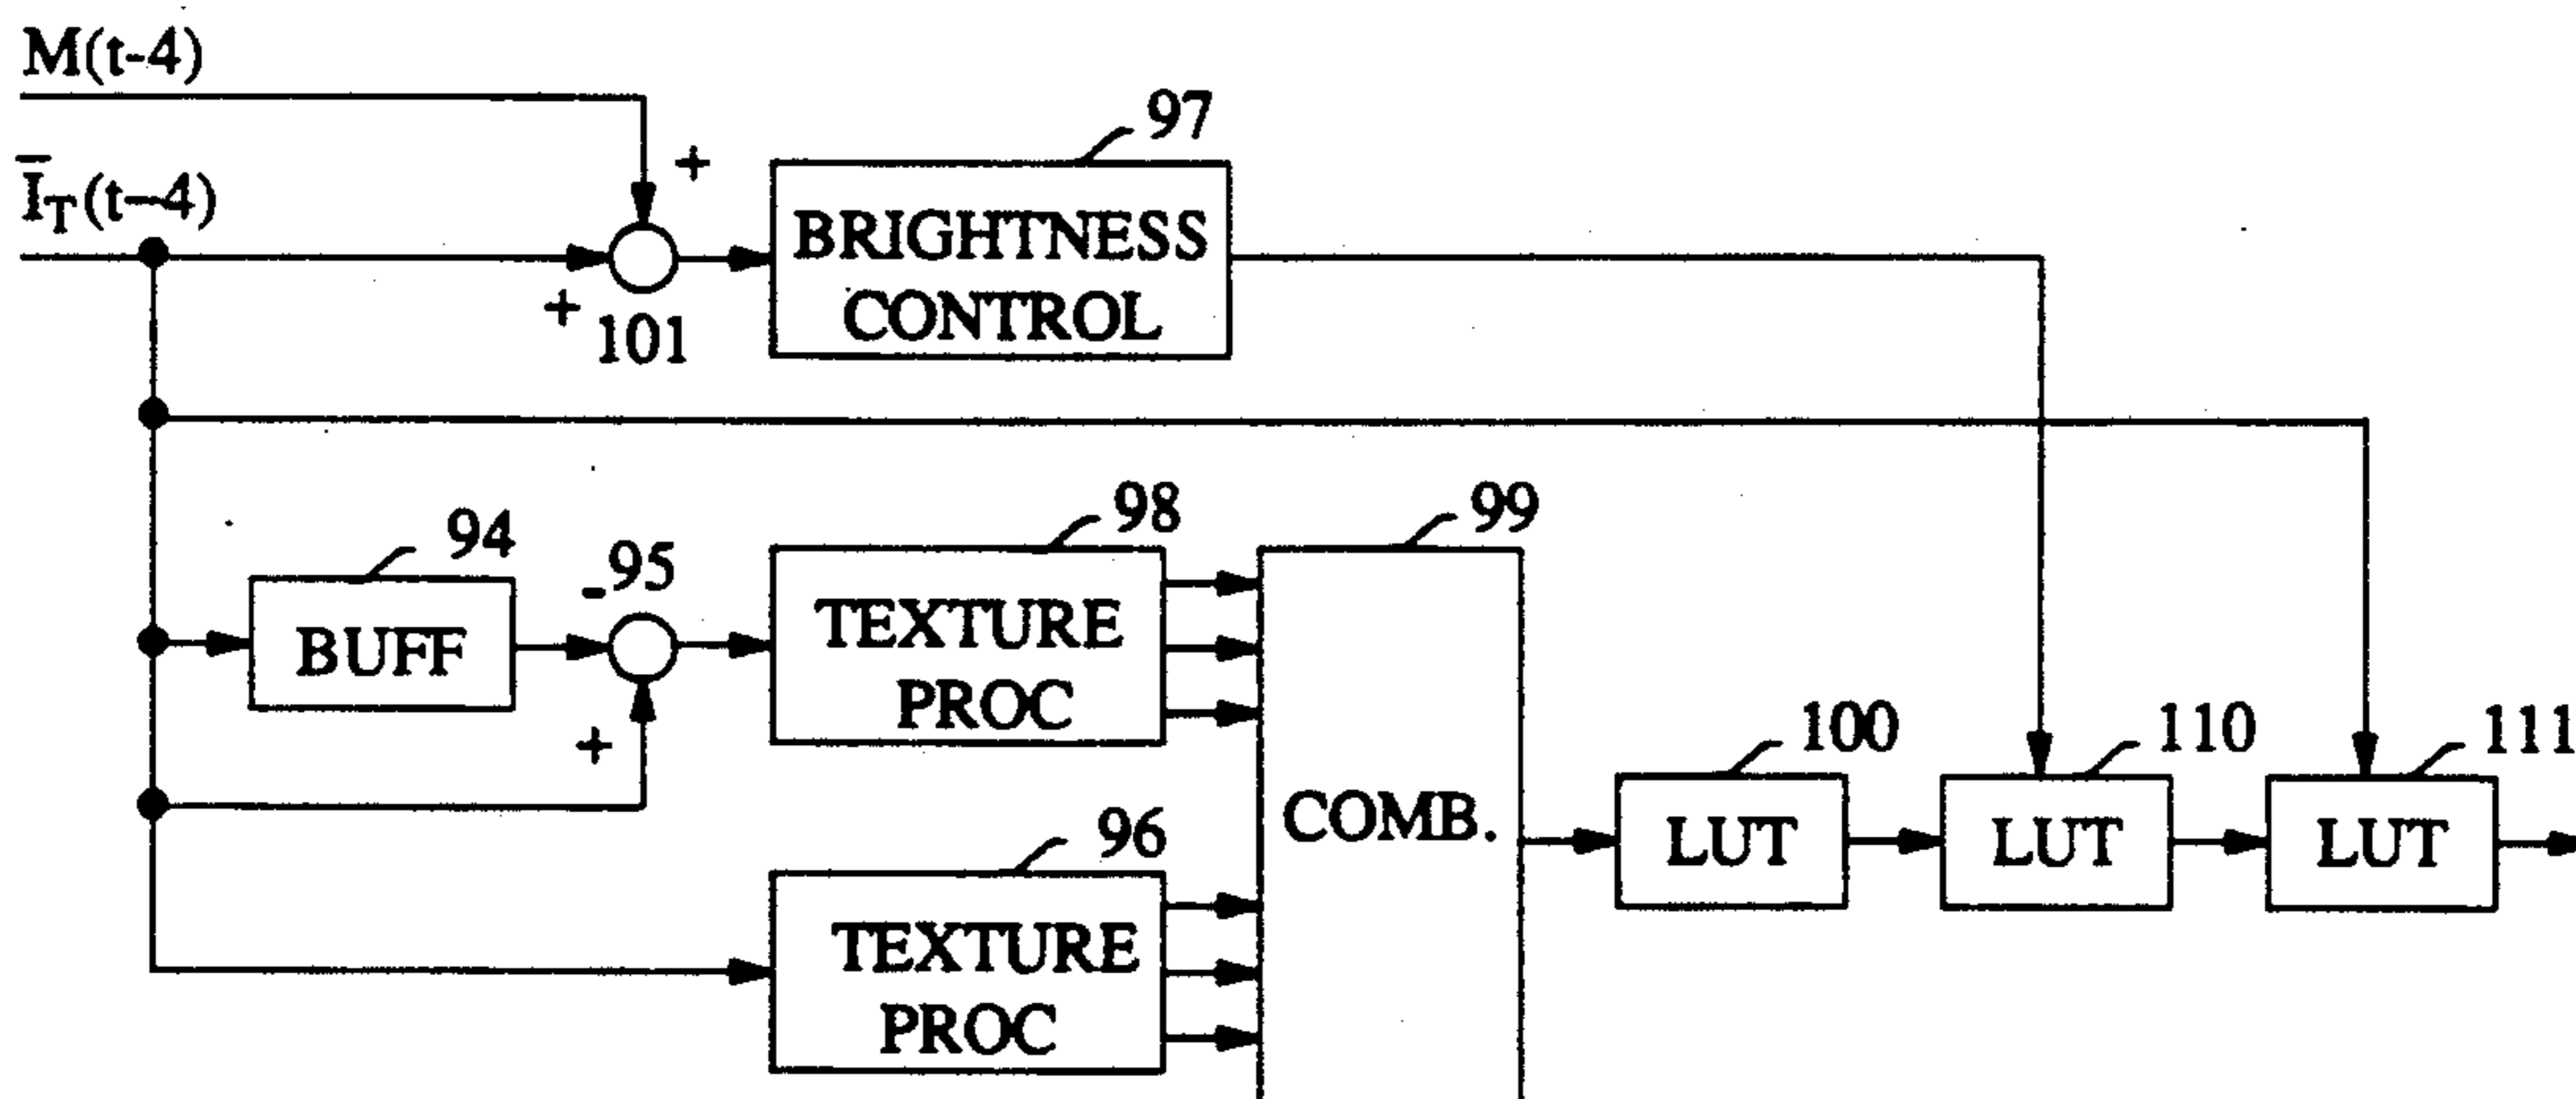 M(t-4)
97
+
I̅T(t-4)
BRIGHTNESS
CONTROL
+
101
98
99
94
-
95
BUFF
TEXTURE
PROC
+
100
110
111
96
COMB.
LUT
LUT
LUT
TEXTURE
PROC